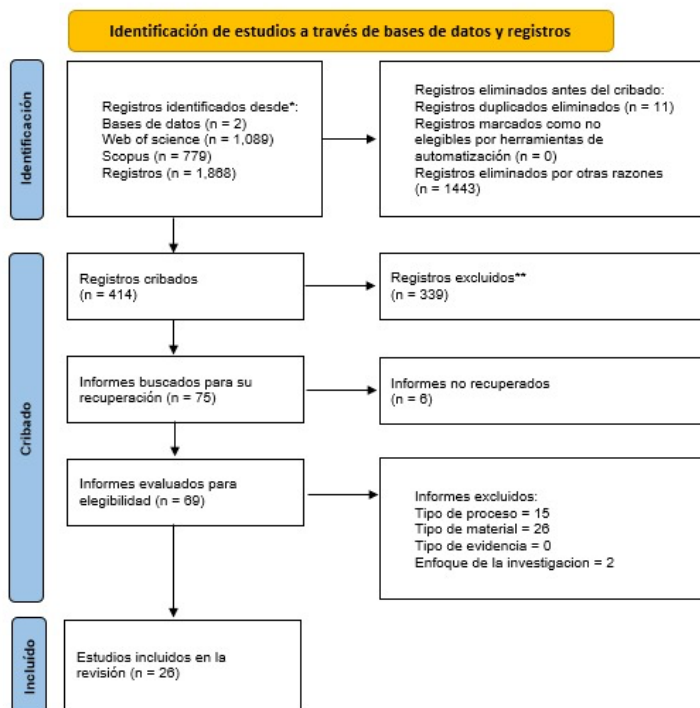 Identificación de estudios a través de bases de datos y registros
Identificación
Registros identificados desde*:
Bases de datos (n = 2)
Web of science (n = 1,089)
Scopus (n = 779)
Registros (n = 1,868)
Registros eliminados antes del cribado:
Registros duplicados eliminados (n = 11)
Registros marcados como no
elegibles por herramientas de
automatización (n = 0)
Registros eliminados por otras razones
(n = 1443)
Cribado
Registros cribados
(n = 414)
Registros excluidos**
(n = 339)
Informes buscados para su
recuperación (n = 75)
Informes no recuperados
(n = 6)
Informes evaluados para
elegibilidad (n = 69)
Informes excluidos:
Tipo de proceso = 15
Tipo de material = 26
Tipo de evidencia = 0
Enfoque de la investigacion = 2
Incluído
Estudios incluidos en la
revisión (n = 26)